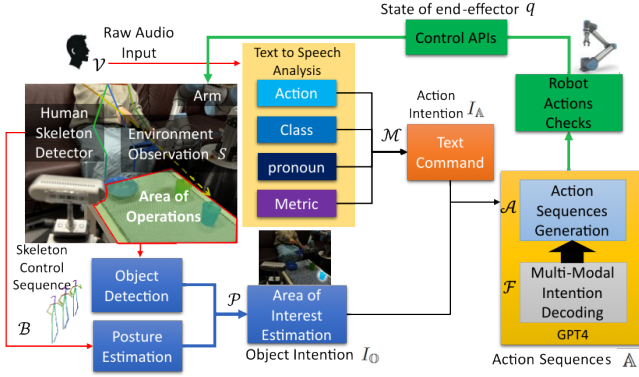 State of end-effector q
Raw Audio
Input
𝒱
Control APIs
Text to Speech
Analysis
Action
Class
pronoun
Metric
Arm
Human
Skeleton
Detector
Environment
Observation S
Area of
Operations
ℳ
Action
Intention I𝔸
Text
Command
Robot
Actions
Checks
𝒜
Action
Sequences
Generation
ℱ
Multi-Modal
Intention
Decoding
GPT4
Action Sequences 𝔸
Skeleton
Control
Sequence
ℬ
Object
Detection
Posture
Estimation
𝒫
Area of
Interest
Estimation
Object Intention I𝕆